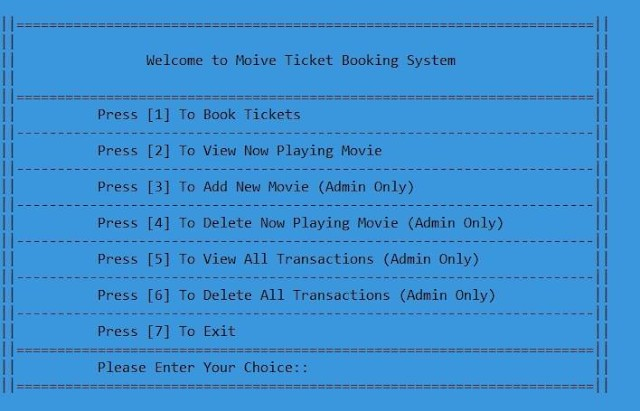 Welcome to Moive Ticket Booking System
Press [1] To Book Tickets
Press [2] To View Now Playing Movie
Press [3] To Add New Movie (Admin Only)
Press [4] To Delete Now Playing Movie (Admin Only)
Press [5] To View All Transactions (Admin Only)
Press [6] To Delete All Transactions (Admin Only)
Press [7] To Exit
Please Enter Your Choice::